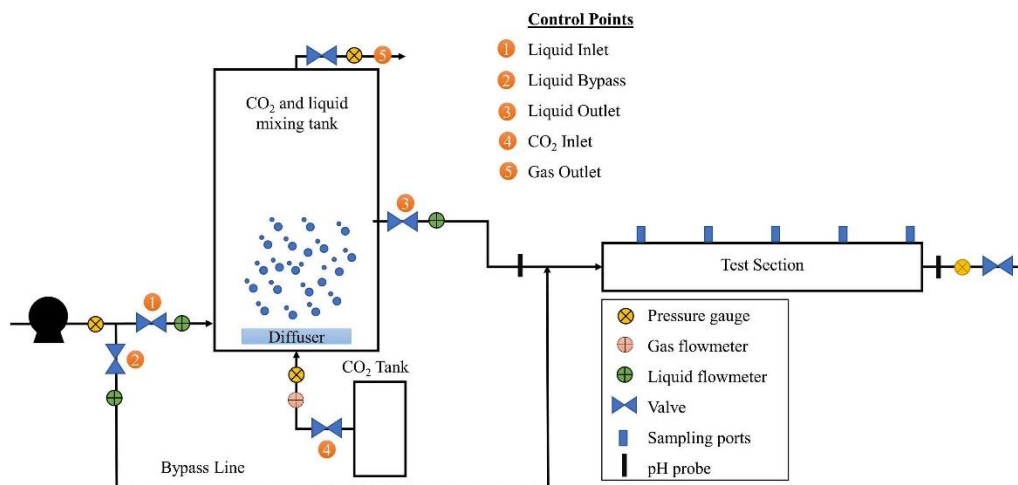 Control Points
1 Liquid Inlet
2 Liquid Bypass
3 Liquid Outlet
4 CO₂ Inlet
5 Gas Outlet
5
CO₂ and liquid
mixing tank
3
Test Section
1
Diffuser
2
CO₂ Tank
4
Bypass Line
Pressure gauge
Gas flowmeter
Liquid flowmeter
Valve
Sampling ports
pH probe